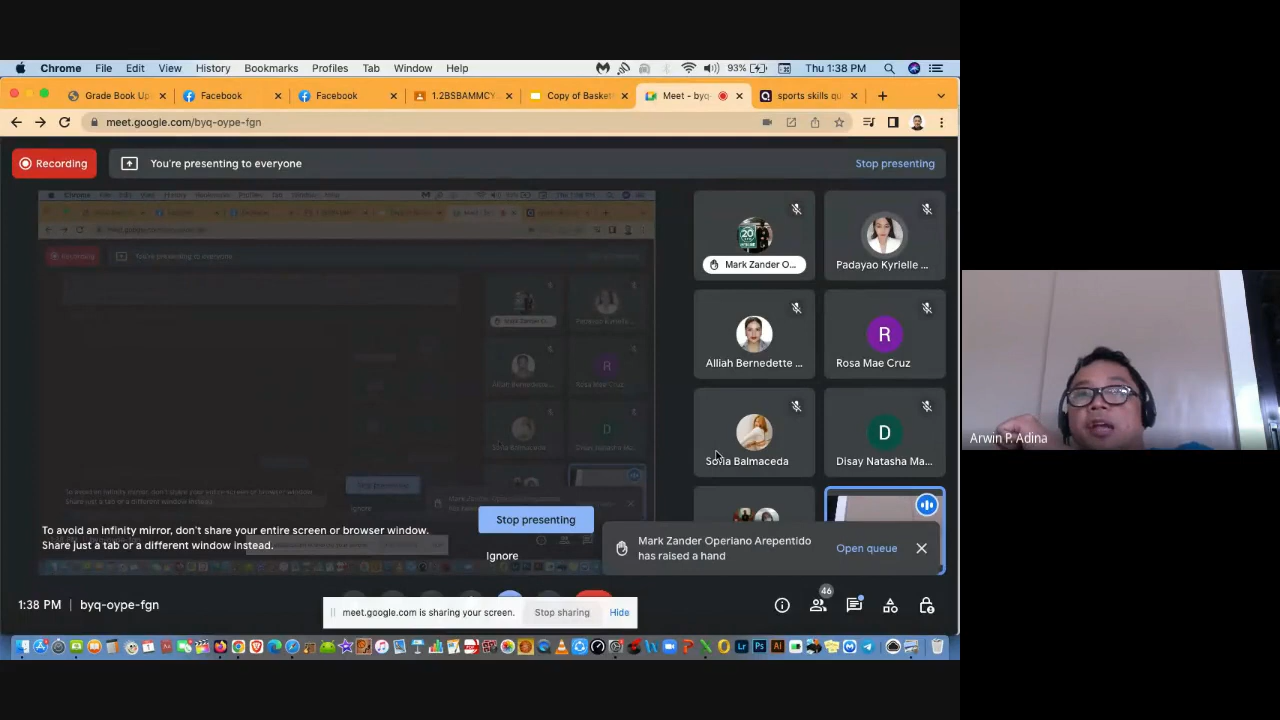 Chrome File Edit View History Bookmarks Profiles Tab Window Help 93% Thu 1:38 PM
Grade Book Up Facebook Facebook 1.2BSBAMMCY Copy of Basket Meet - byq- sports skills qu
meet.google.com/byq-oype-fgn
Recording You're presenting to everyone Stop presenting
20
Mark Zander O... Padayao Kyrielle ...
R
Alliah Bernedette ... Rosa Mae Cruz
D
Sofia Balmaceda Disay Natasha Ma...
Arwin P. Adina
To avoid an infinity mirror, don't share your entire screen or browser window.
Share just a tab or a different window instead.
Stop presenting
Ignore
Mark Zander Operiano Arepentido
has raised a hand
Open queue
1:38 PM byq-oype-fgn
meet.google.com is sharing your screen. Stop sharing Hide
46